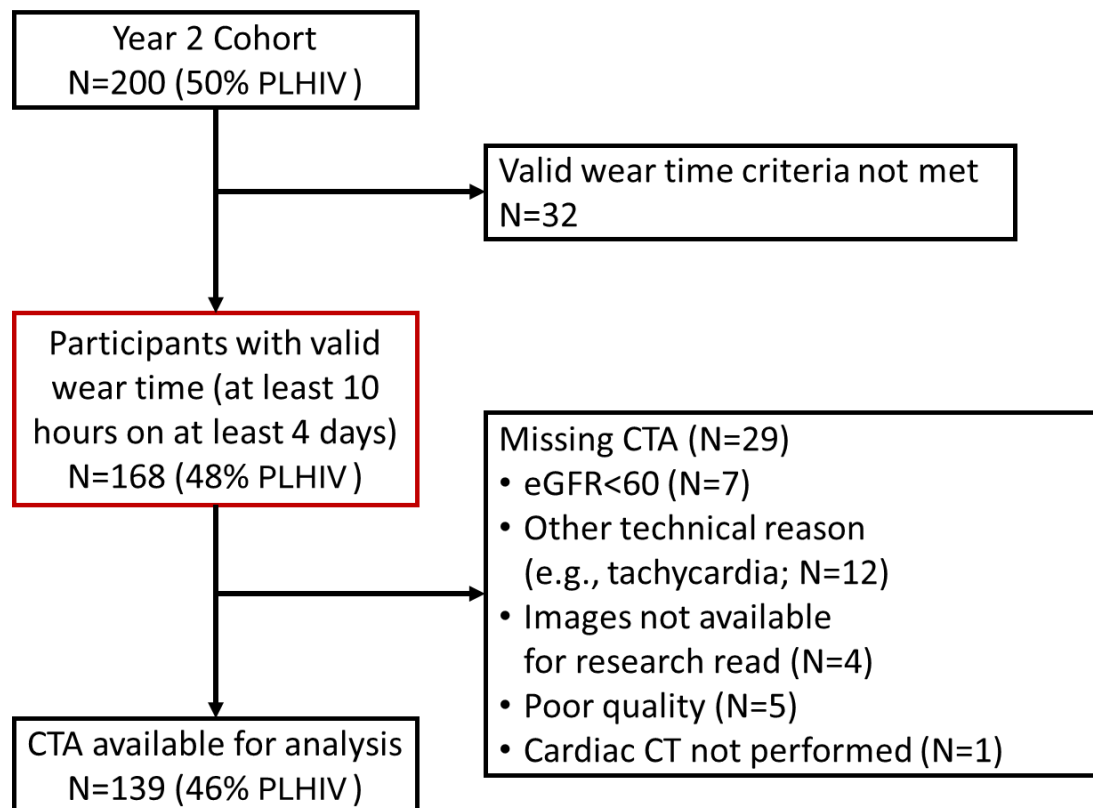 Year 2 Cohort
N=200 (50% PLHIV )
Valid wear time criteria not met
N=32
Participants with valid
wear time (at least 10
hours on at least 4 days)
N=168 (48% PLHIV )
Missing CTA (N=29)
• eGFR<60 (N=7)
• Other technical reason
(e.g., tachycardia; N=12)
• Images not available
for research read (N=4)
• Poor quality (N=5)
• Cardiac CT not performed (N=1)
CTA available for analysis
N=139 (46% PLHIV )